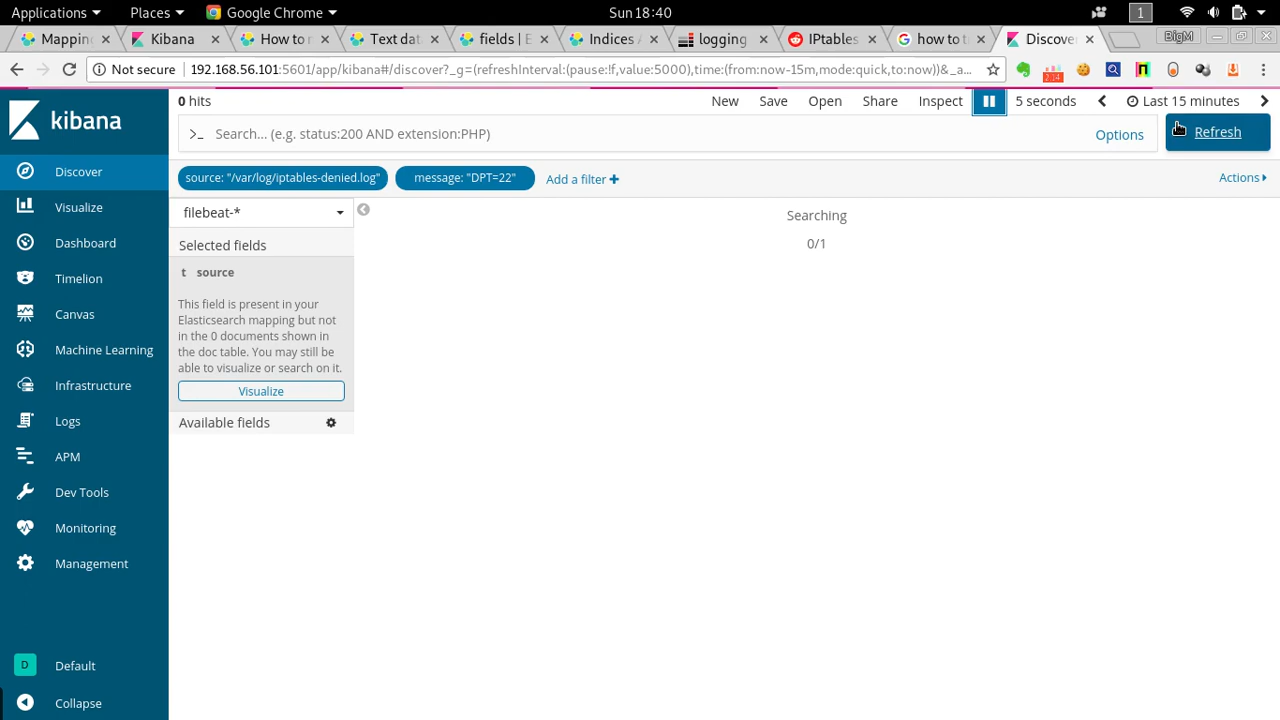 Applications Places Google Chrome Sun 18:40 1
Mappin Kibana How to Text dat fields | E Indices logging IPtables how to t Discove BigM
Not secure 192.168.56.101:5601/app/kibana#/discover?_g=(refreshInterval:(pause:!f,value:5000),time:(from:now-15m,mode:quick,to:now))&_a...
kibana
0 hits New Save Open Share Inspect 5 seconds Last 15 minutes
>_ Search... (e.g. status:200 AND extension:PHP) Options Refresh
source: "/var/log/iptables-denied.log" message: "DPT=22" Add a filter + Actions
Discover
Visualize
Dashboard
Timelion
Canvas
Machine Learning
Infrastructure
Logs
APM
Dev Tools
Monitoring
Management
D Default
Collapse
filebeat-*
Selected fields
t source
This field is present in your
Elasticsearch mapping but not
in the 0 documents shown in
the doc table. You may still be
able to visualize or search on it.
Visualize
Available fields
Searching
0/1